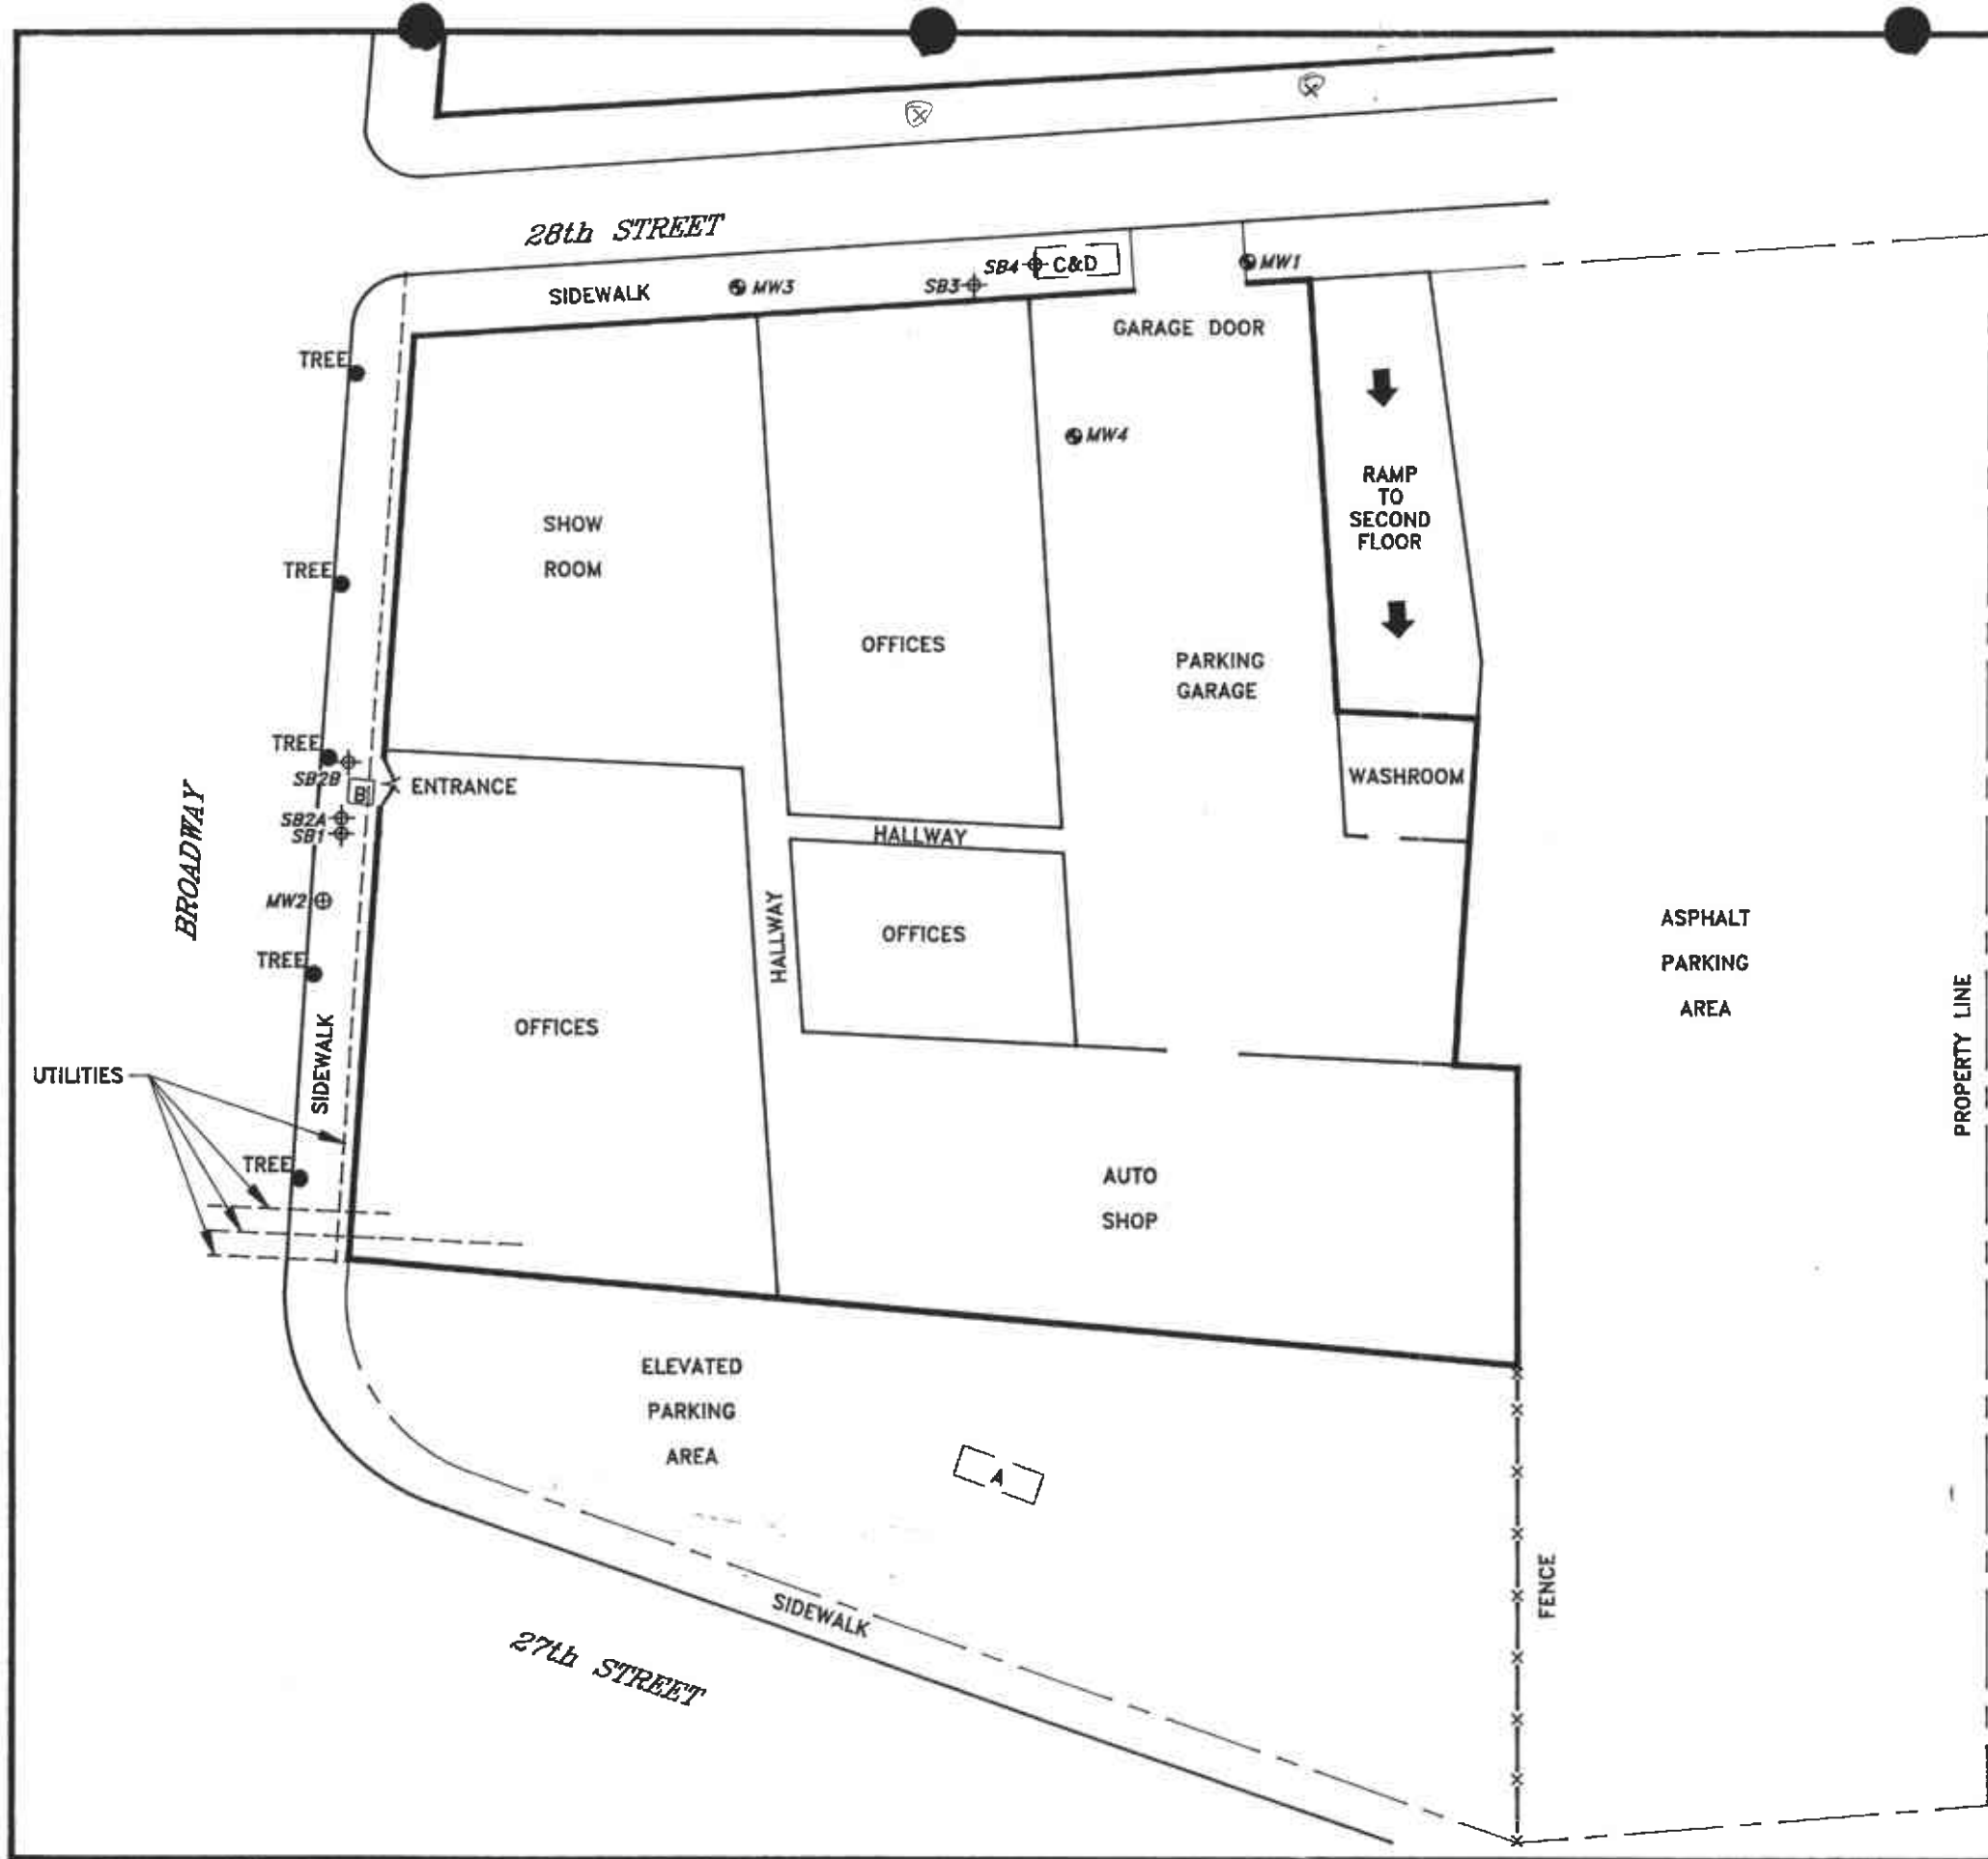 28th STREET
SB4
C&D
MW1
SIDEWALK
MW3
SB3
GARAGE DOOR
TREE
MW4
RAMP
TO
SECOND
FLOOR
SHOW
ROOM
TREE
OFFICES
PARKING
GARAGE
TREE
SB2B
B
ENTRANCE
WASHROOM
BROADWAY
SB2A
SB1
HALLWAY
MW2
HALLWAY
OFFICES
ASPHALT
PARKING
AREA
TREE
OFFICES
PROPERTY LINE
SIDEWALK
UTILITIES
TREE
AUTO
SHOP
ELEVATED
PARKING
AREA
A
FENCE
SIDEWALK
27th STREET